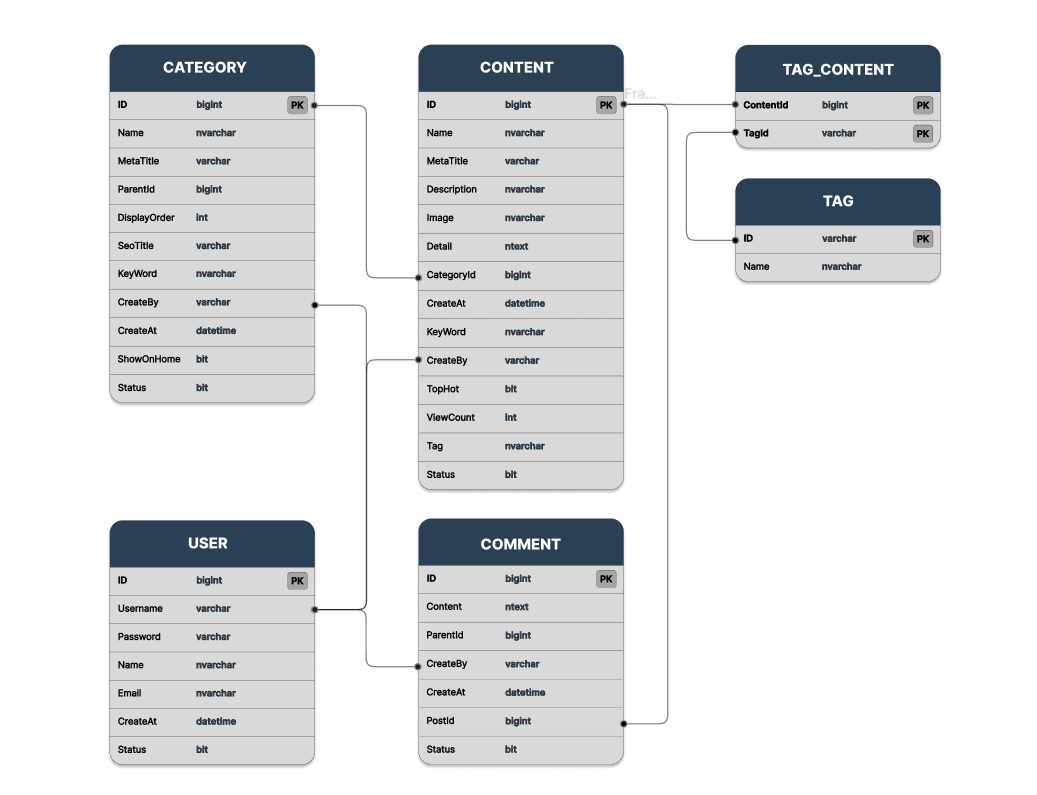 CATEGORY
ID bigint PK
Name nvarchar
MetaTitle varchar
ParentId bigint
DisplayOrder int
SeoTitle varchar
KeyWord nvarchar
CreateBy varchar
CreateAt datetime
ShowOnHome bit
Status bit
CONTENT
Fra...
ID bigint PK
Name nvarchar
MetaTitle varchar
Description nvarchar
Image nvarchar
Detail ntext
CategoryId bigint
CreateAt datetime
KeyWord nvarchar
CreateBy varchar
TopHot bit
ViewCount int
Tag nvarchar
Status bit
TAG_CONTENT
ContentId bigint PK
TagId varchar PK
TAG
ID varchar PK
Name nvarchar
USER
ID bigint PK
Username varchar
Password varchar
Name nvarchar
Email nvarchar
CreateAt datetime
Status bit
COMMENT
ID bigint PK
Content ntext
ParentId bigint
CreateBy varchar
CreateAt datetime
PostId bigint
Status bit